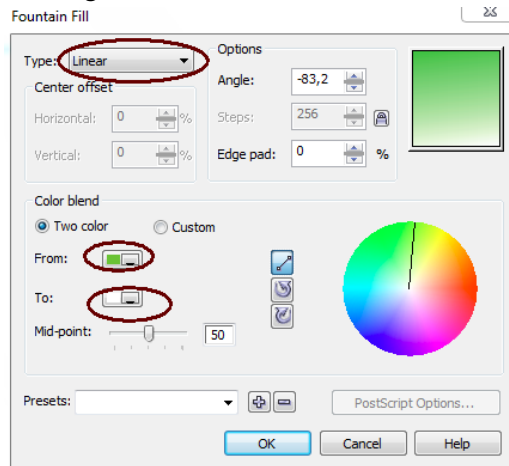 Fountain Fill
Type: Linear
Center offset
Horizontal: 0 %
Vertical: 0 %
Options
Angle: -83,2
Steps: 256
Edge pad: 0 %
Color blend
Two color Custom
From:
To:
Mid-point: 50
Presets:
PostScript Options...
OK Cancel Help